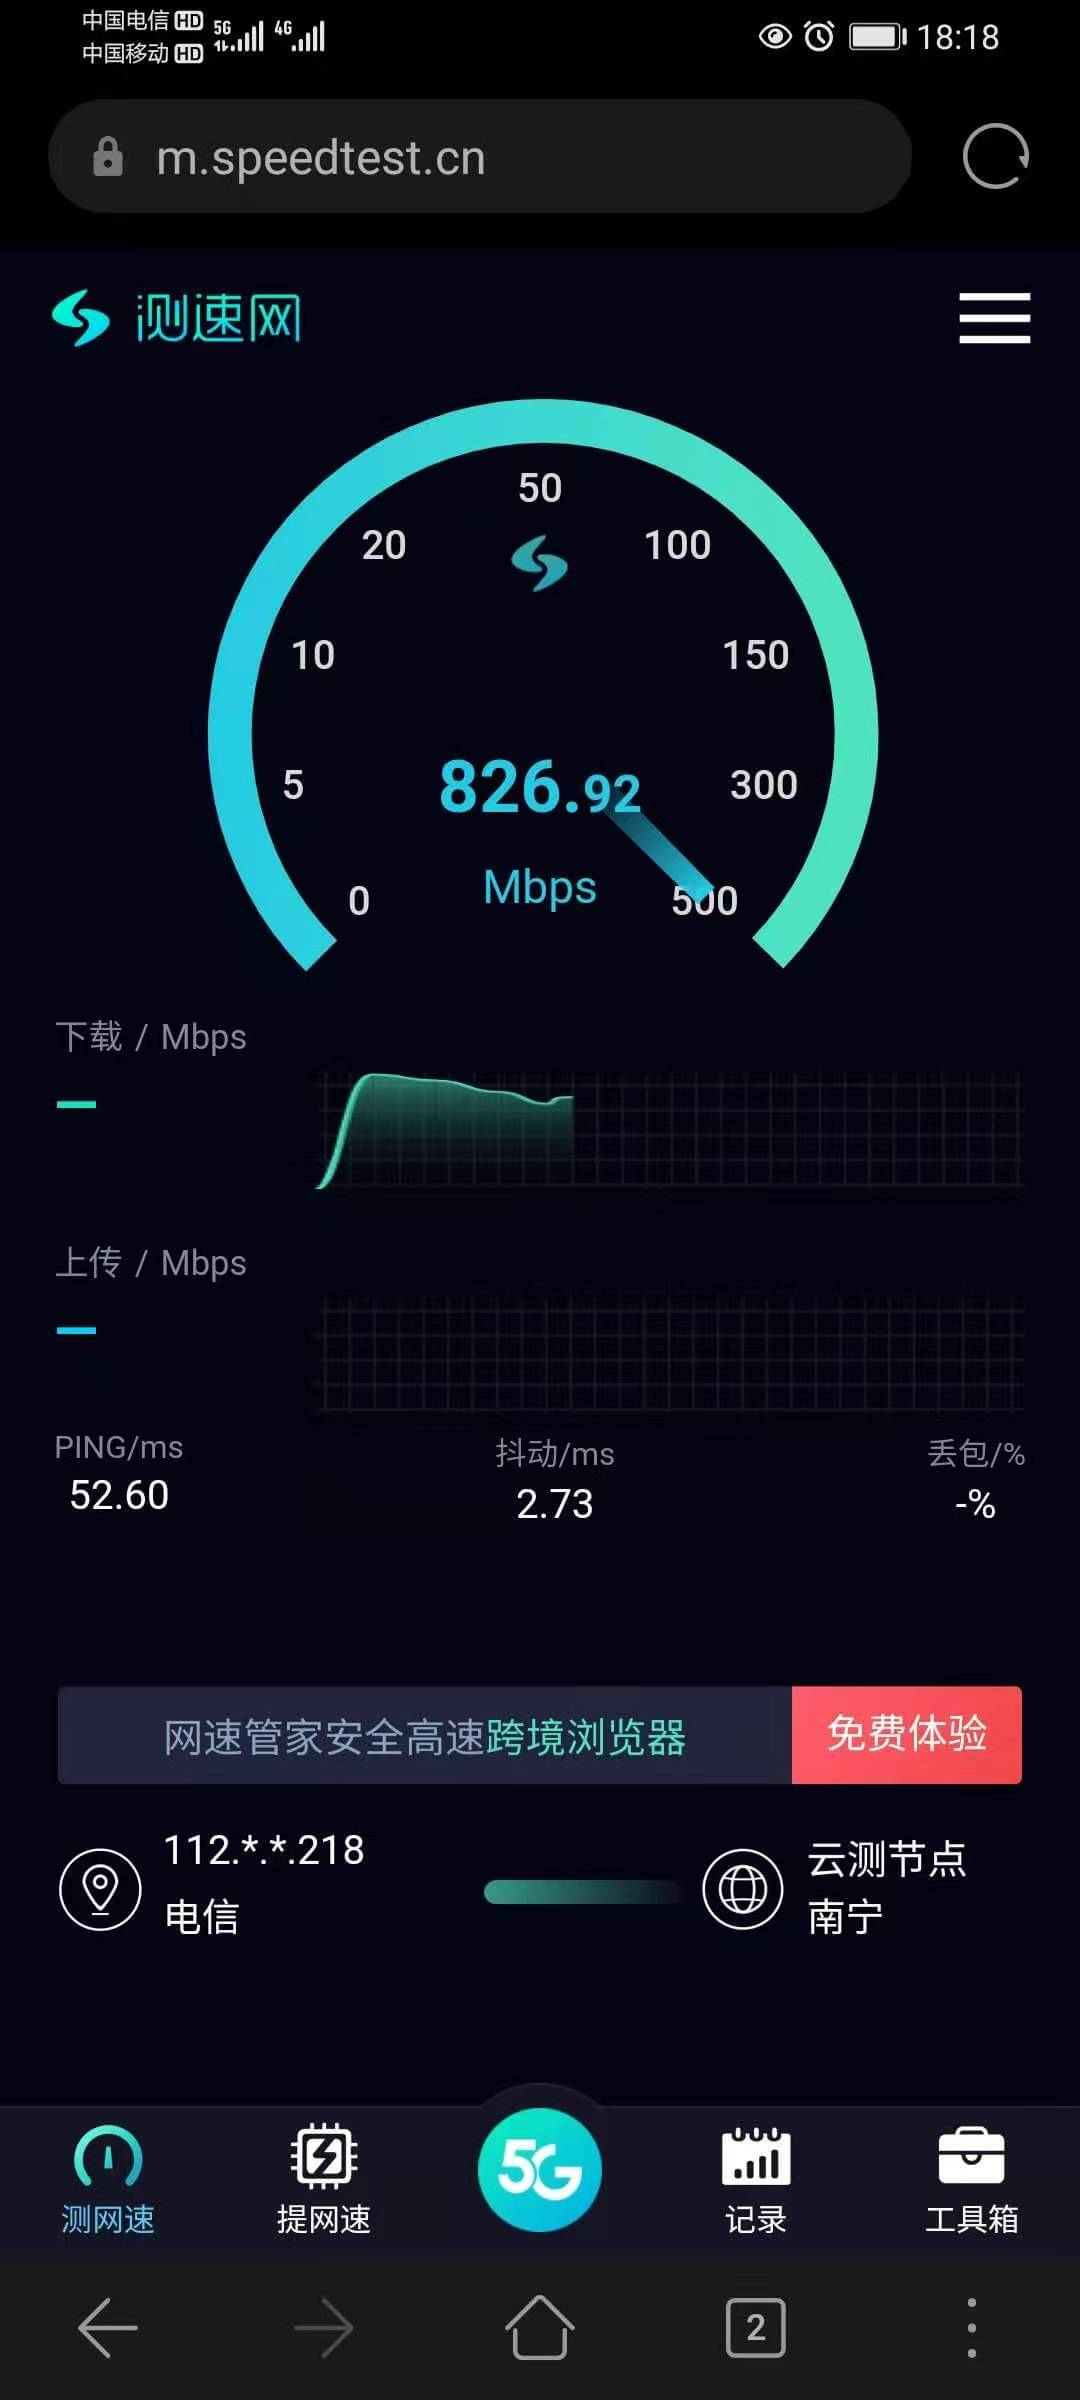 中国电信 HD 5G 4G 18:18
中国移动 HD
m.speedtest.cn
测速网
50
20 100
10 150
5 300
0 500
826.92
Mbps
下载 / Mbps
上传 / Mbps
PING/ms 抖动/ms 丢包/%
52.60 2.73 -%
网速管家安全高速跨境浏览器 免费体验
112.*.*.218 云测节点
电信 南宁
5G
测网速 提网速 记录 工具箱
2